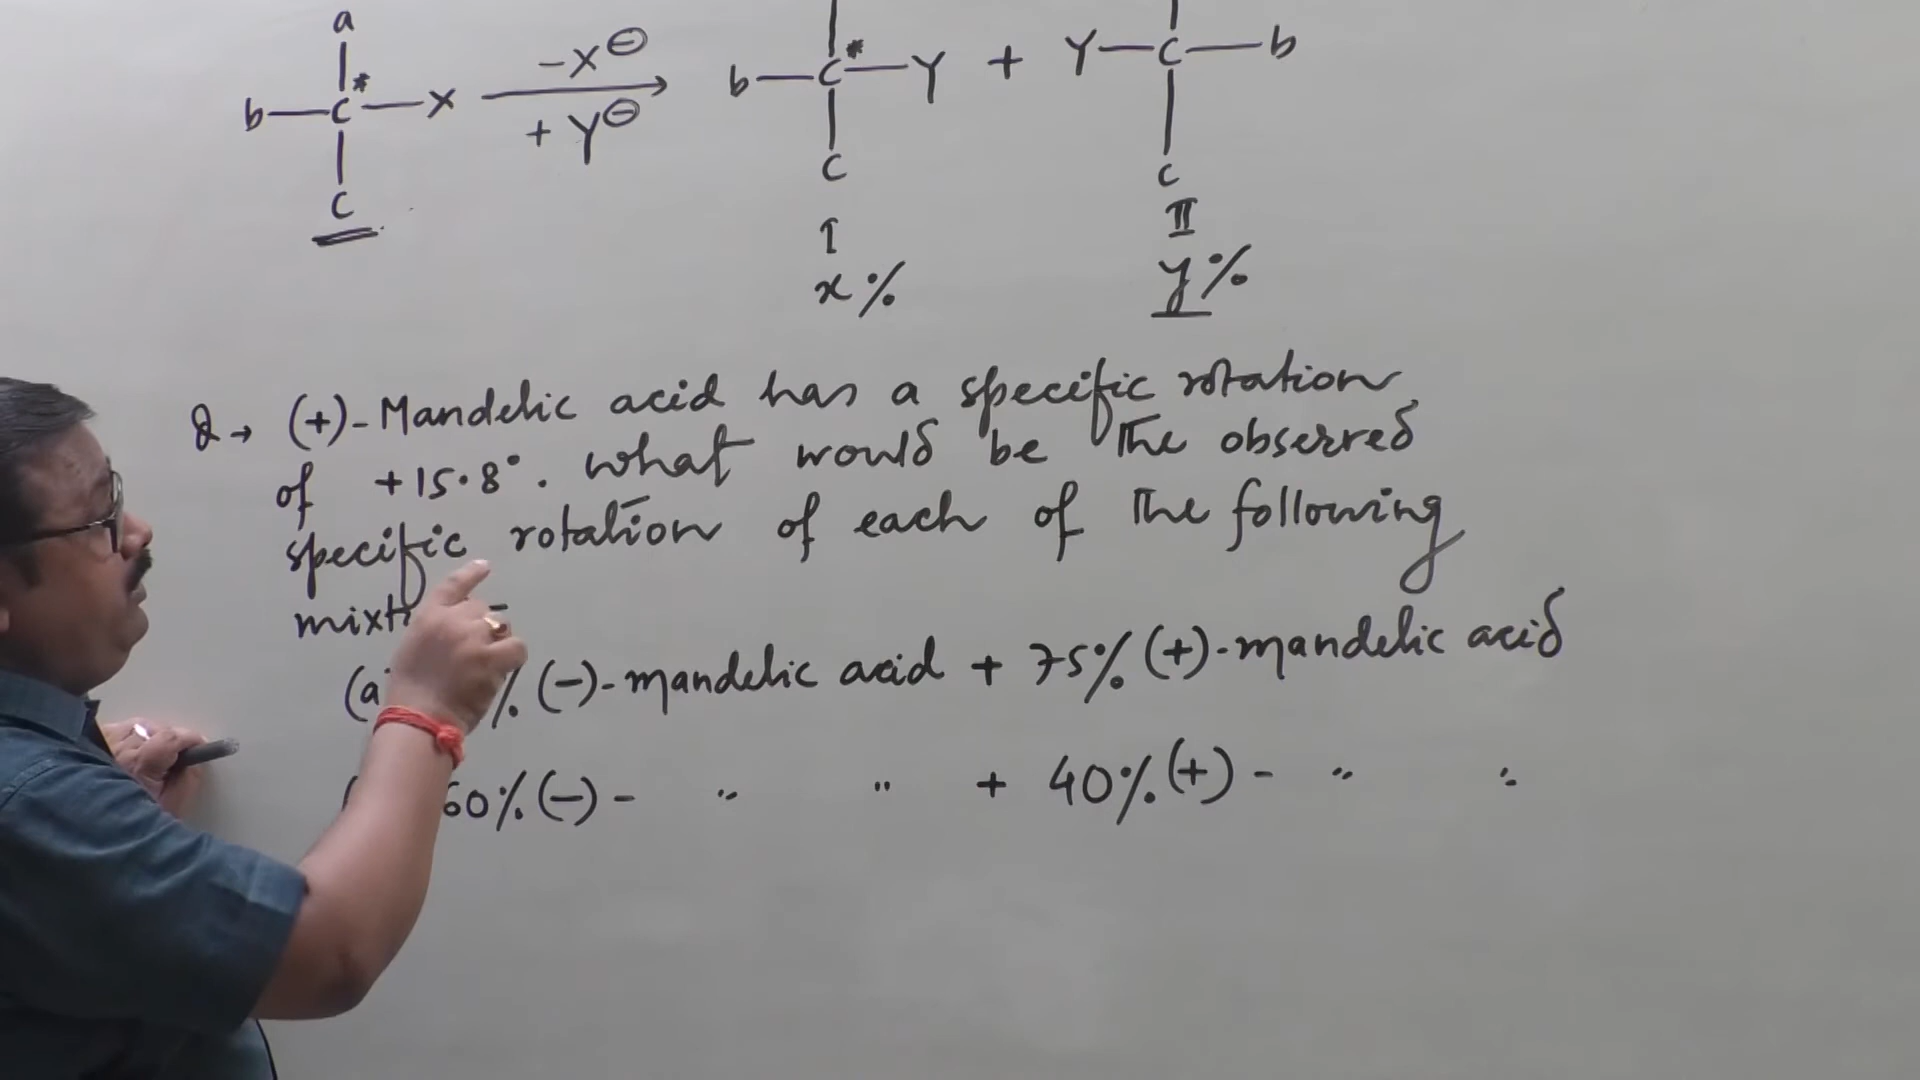 a
b C* X −X⊖ b C* Y + Y C b
+Y⊖
C C C
I II
x% y%
Q→ (+)-Mandelic acid has a specific rotation
of +15.8°. What would be the observed
specific rotation of each of the following
(a % (−)-mandelic acid + 75% (+)-mandelic acid
60% (−)- " " + 40% (+)- " "